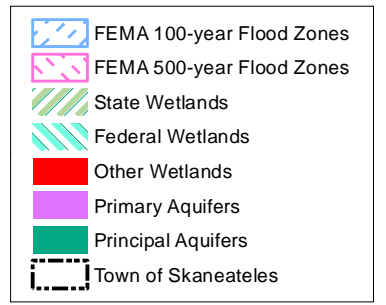 FEMA 100-year Flood Zones
FEMA 500-year Flood Zones
State Wetlands
Federal Wetlands
Other Wetlands
Primary Aquifers
Principal Aquifers
Town of Skaneateles